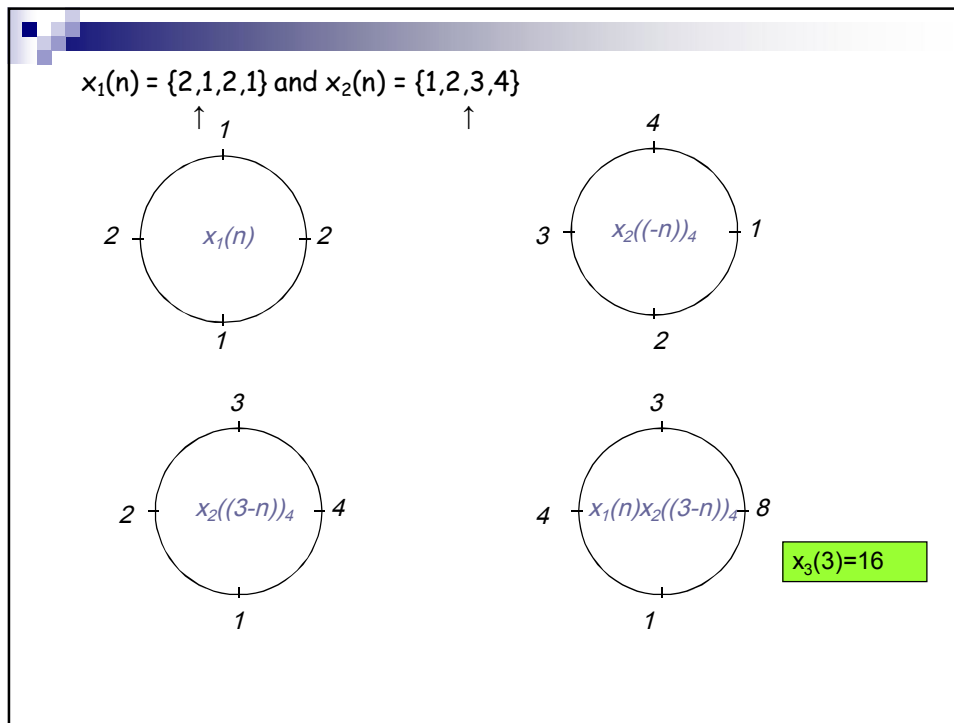 x₁(n) = {2,1,2,1} and x₂(n) = {1,2,3,4}
↑ ↑
1
2 x₁(n) 2
1
4
3 x₂((-n))₄ 1
2
3
2 x₂((3-n))₄ 4
1
3
4 x₁(n)x₂((3-n))₄ 8
1
x₃(3)=16